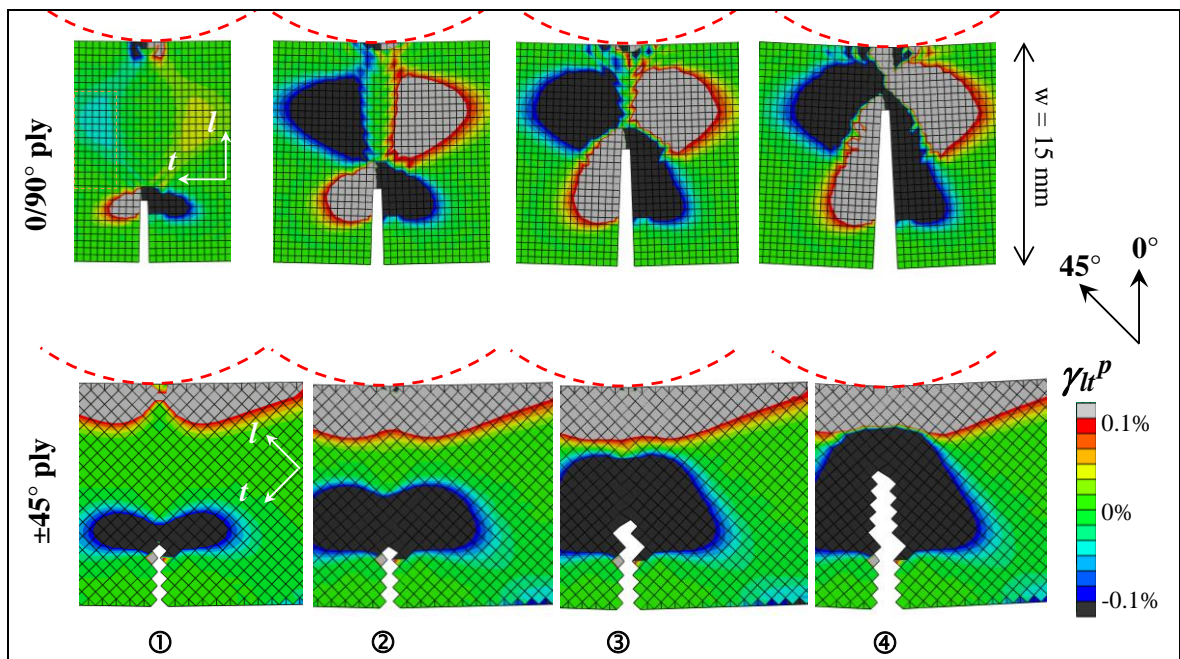 0/90° ply
l
t
w = 15 mm
0°
45°
±45° ply
l
t
γltᵖ
0.1%
0%
-0.1%
① ② ③ ④